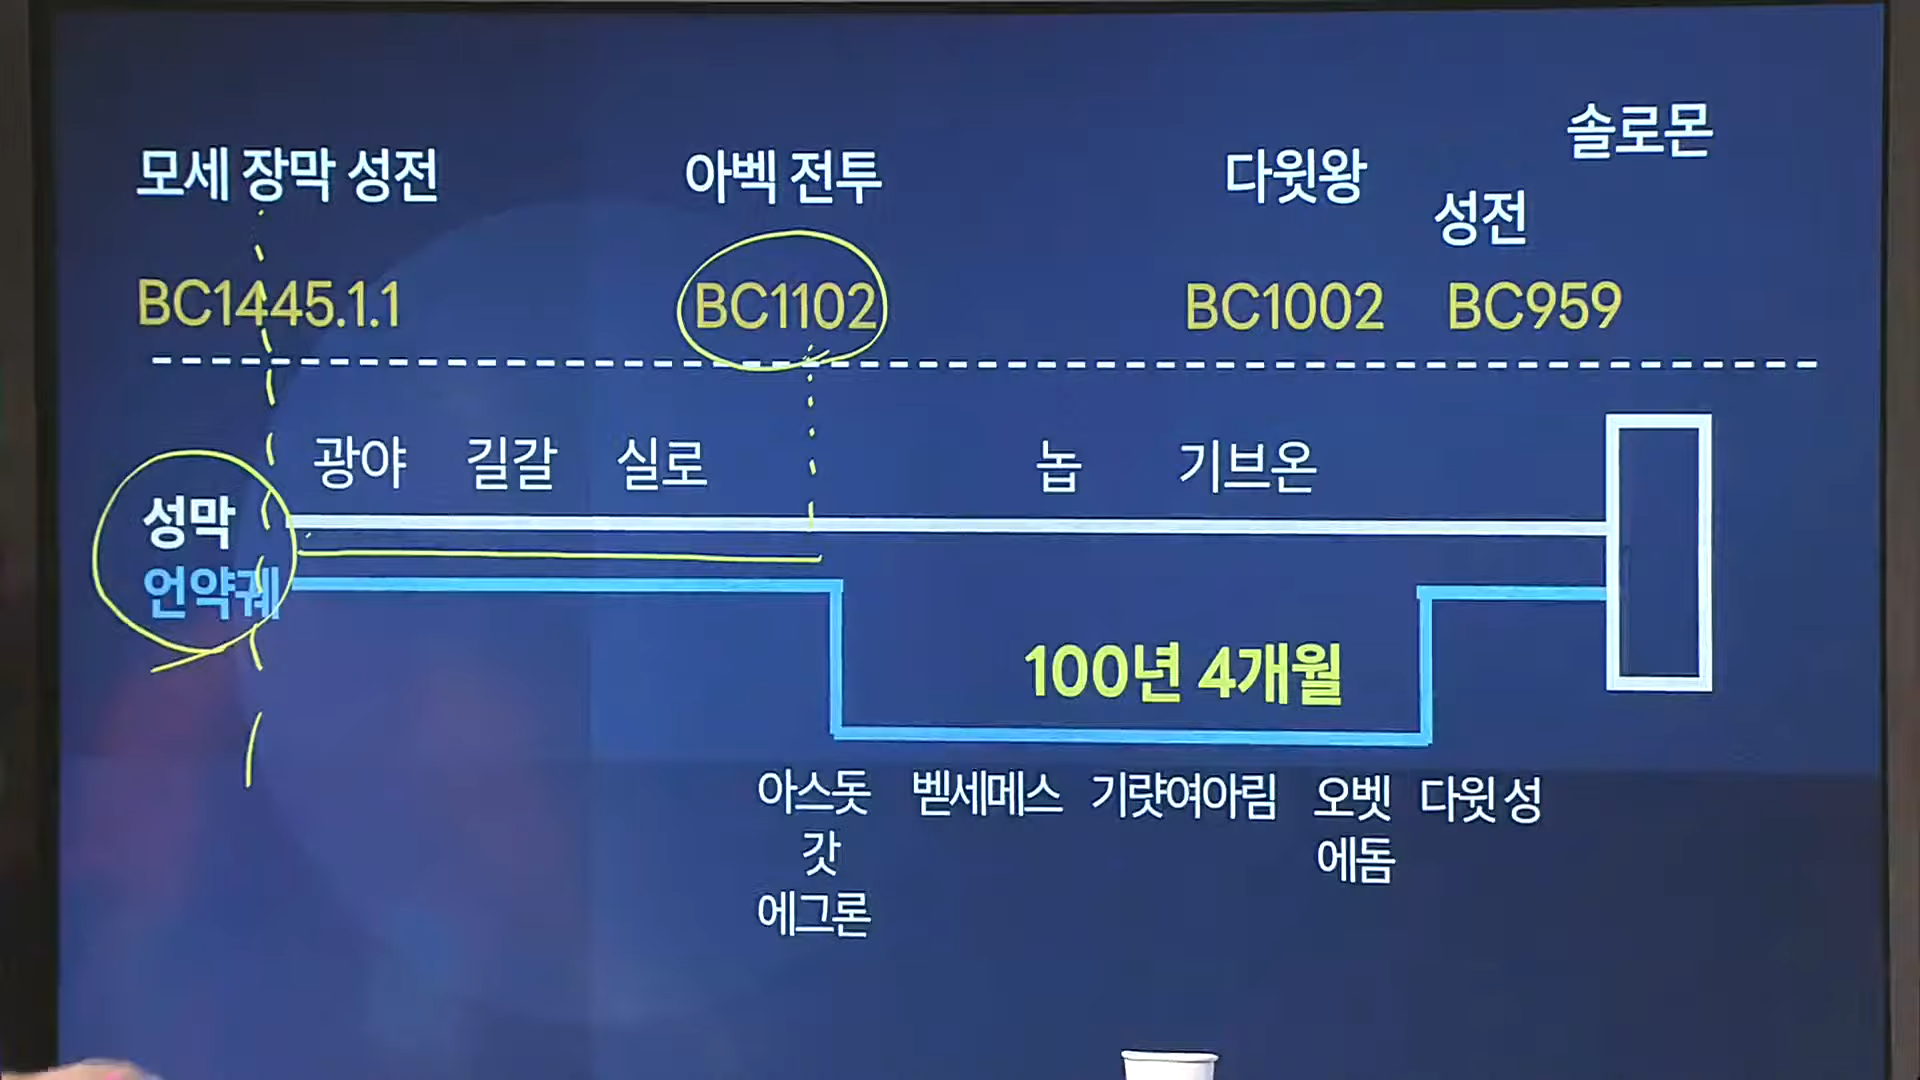 솔로몬
모세 장막 성전
아벡 전투
다윗왕
성전
BC1445.1.1
BC1102
BC1002
BC959
광야
길갈
실로
놉
기브온
성막
언약궤
100년 4개월
아스돗
갓
에그론
벧세메스
기럇여아림
오벳
에돔
다윗 성